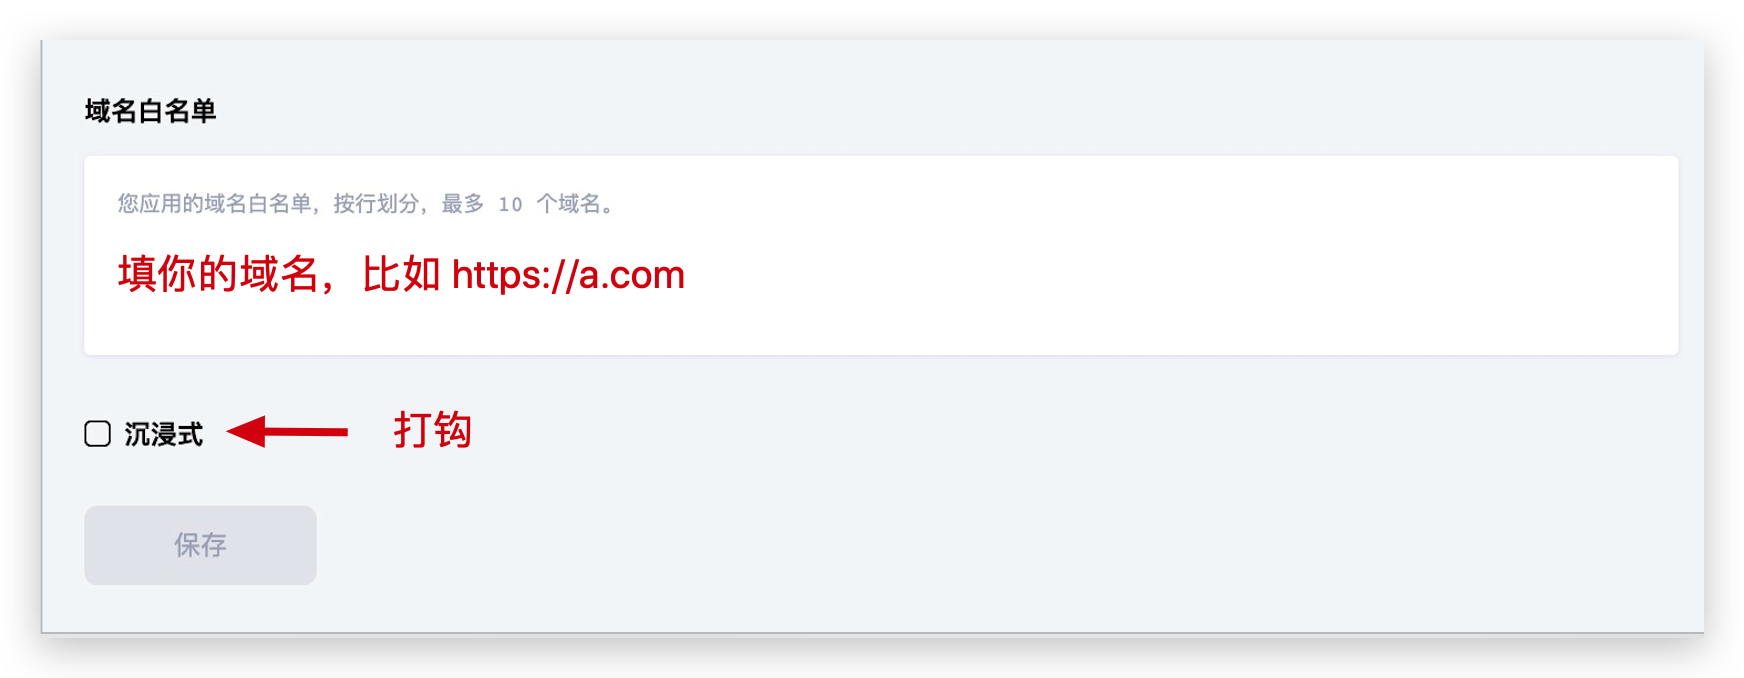 域名白名单
您应用的域名白名单，按行划分，最多 10 个域名。
填你的域名，比如 https://a.com
沉浸式 打钩
保存